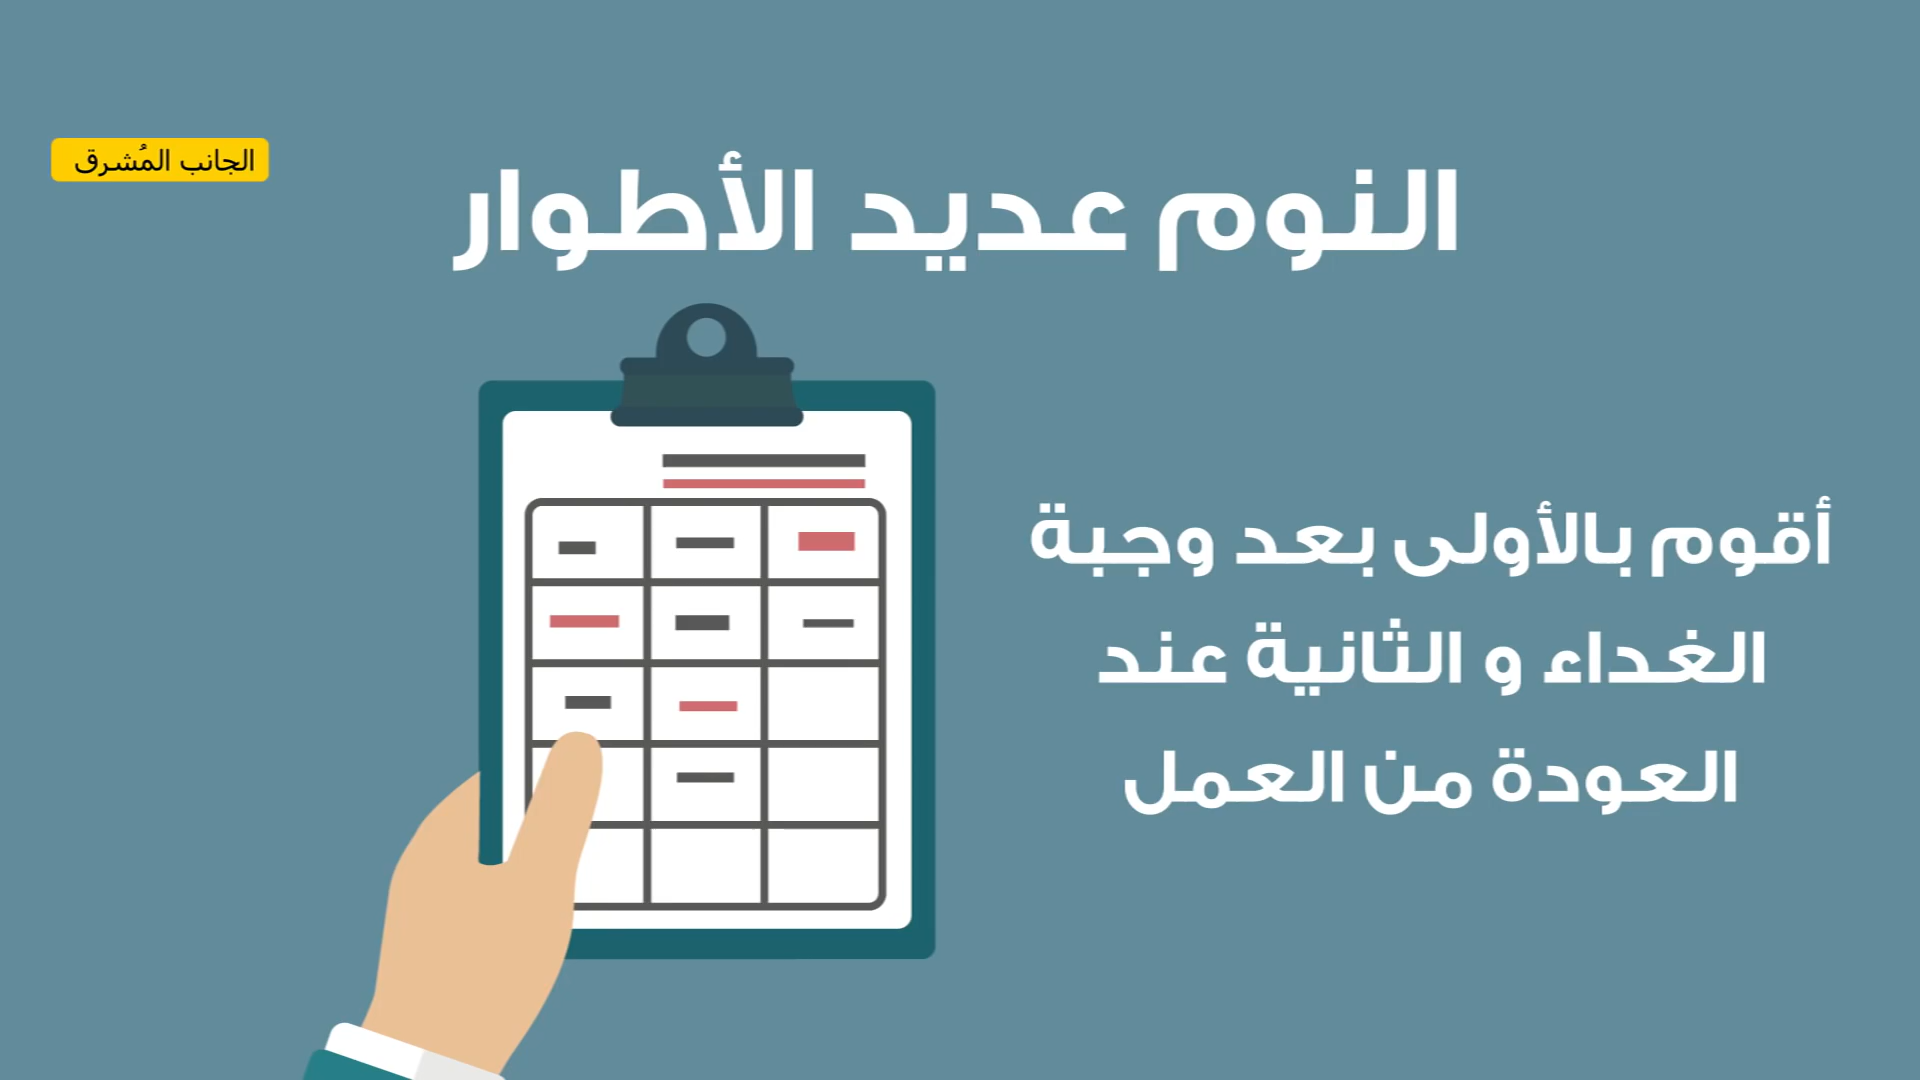 الجانب المُشرق
النوم عديد الأطوار
أقوم بالأولى بعد وجبة
الغداء و الثانية عند
العودة من العمل